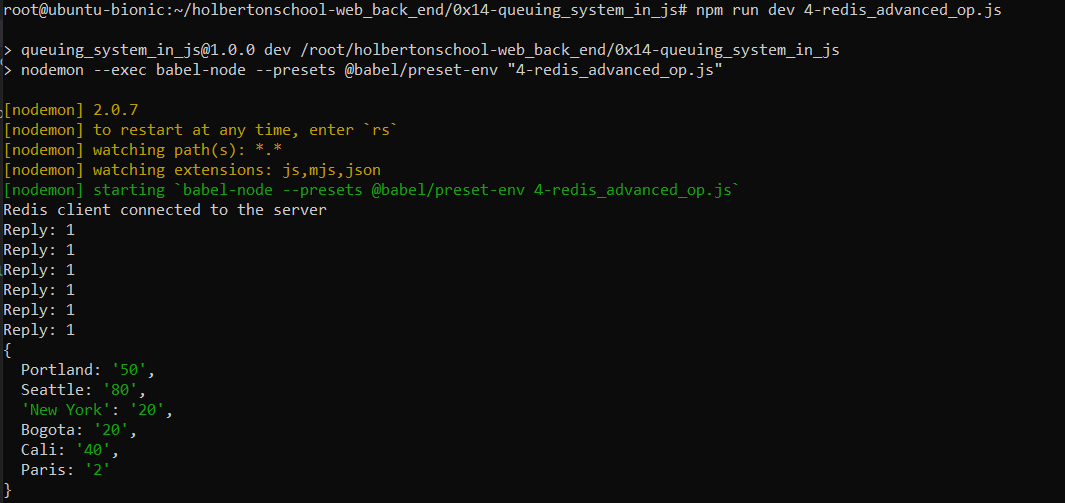 root@ubuntu-bionic:~/holbertonschool-web_back_end/0x14-queuing_system_in_js# npm run dev 4-redis_advanced_op.js
> queuing_system_in_js@1.0.0 dev /root/holbertonschool-web_back_end/0x14-queuing_system_in_js
> nodemon --exec babel-node --presets @babel/preset-env "4-redis_advanced_op.js"
[nodemon] 2.0.7
[nodemon] to restart at any time, enter `rs`
[nodemon] watching path(s): *.*
[nodemon] watching extensions: js,mjs,json
[nodemon] starting `babel-node --presets @babel/preset-env 4-redis_advanced_op.js`
Redis client connected to the server
Reply: 1
Reply: 1
Reply: 1
Reply: 1
Reply: 1
Reply: 1
{
  Portland: '50',
  Seattle: '80',
  'New York': '20',
  Bogota: '20',
  Cali: '40',
  Paris: '2'
}